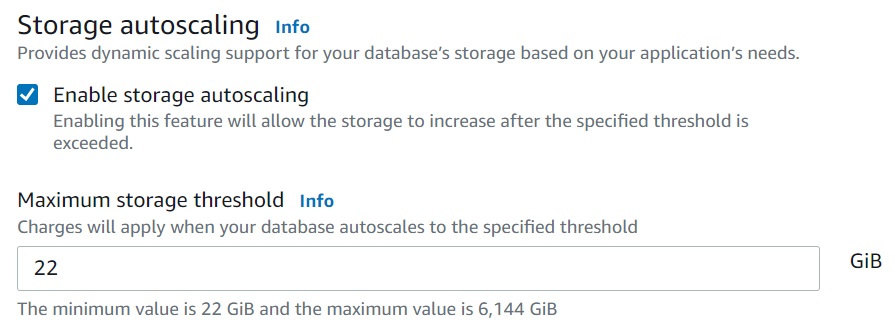 Storage autoscaling Info
Provides dynamic scaling support for your database’s storage based on your application’s needs.
Enable storage autoscaling
Enabling this feature will allow the storage to increase after the specified threshold is
exceeded.
Maximum storage threshold Info
Charges will apply when your database autoscales to the specified threshold
22 GiB
The minimum value is 22 GiB and the maximum value is 6,144 GiB